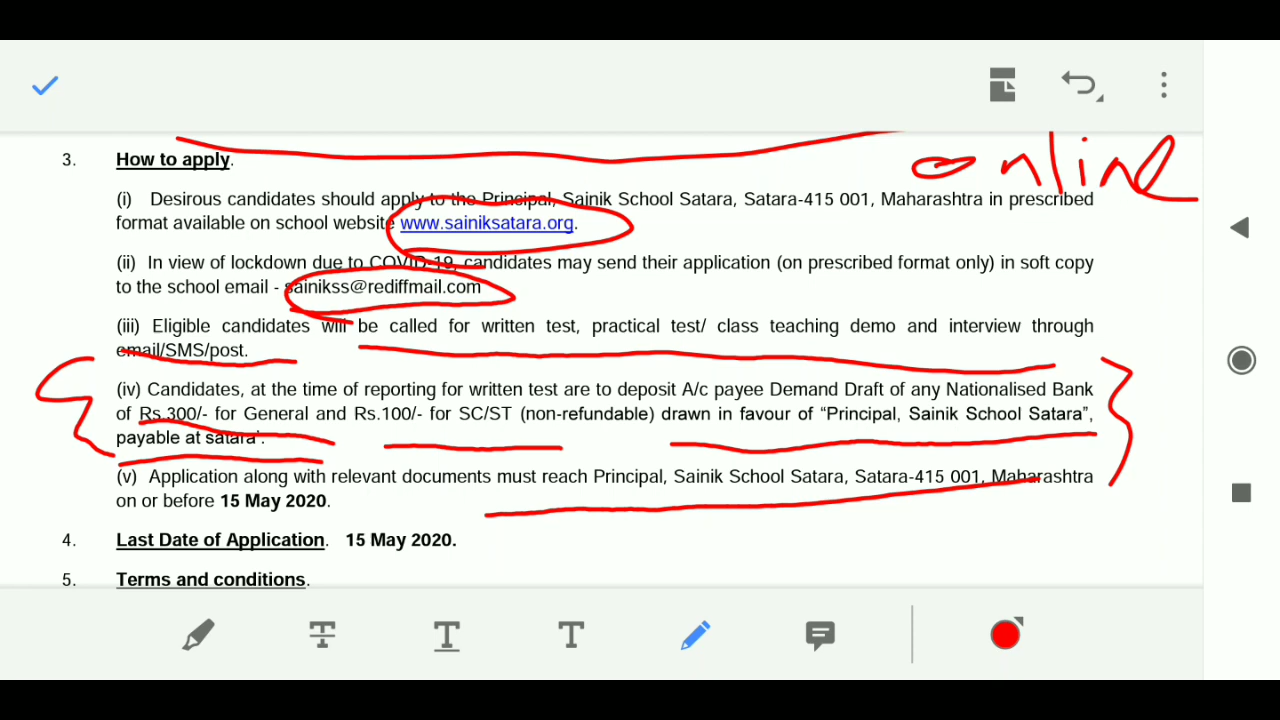 online
3. How to apply.
(i) Desirous candidates should apply to the Principal, Sainik School Satara, Satara-415 001, Maharashtra in prescribed
format available on school website www.sainiksatara.org.
(ii) In view of lockdown due to COVID-19, candidates may send their application (on prescribed format only) in soft copy
to the school email - sainikss@rediffmail.com
(iii) Eligible candidates will be called for written test, practical test/ class teaching demo and interview through
email/SMS/post.
(iv) Candidates, at the time of reporting for written test are to deposit A/c payee Demand Draft of any Nationalised Bank
of Rs.300/- for General and Rs.100/- for SC/ST (non-refundable) drawn in favour of “Principal, Sainik School Satara”,
payable at satara’.
(v) Application along with relevant documents must reach Principal, Sainik School Satara, Satara-415 001, Maharashtra
on or before 15 May 2020.
4. Last Date of Application. 15 May 2020.
5. Terms and conditions.